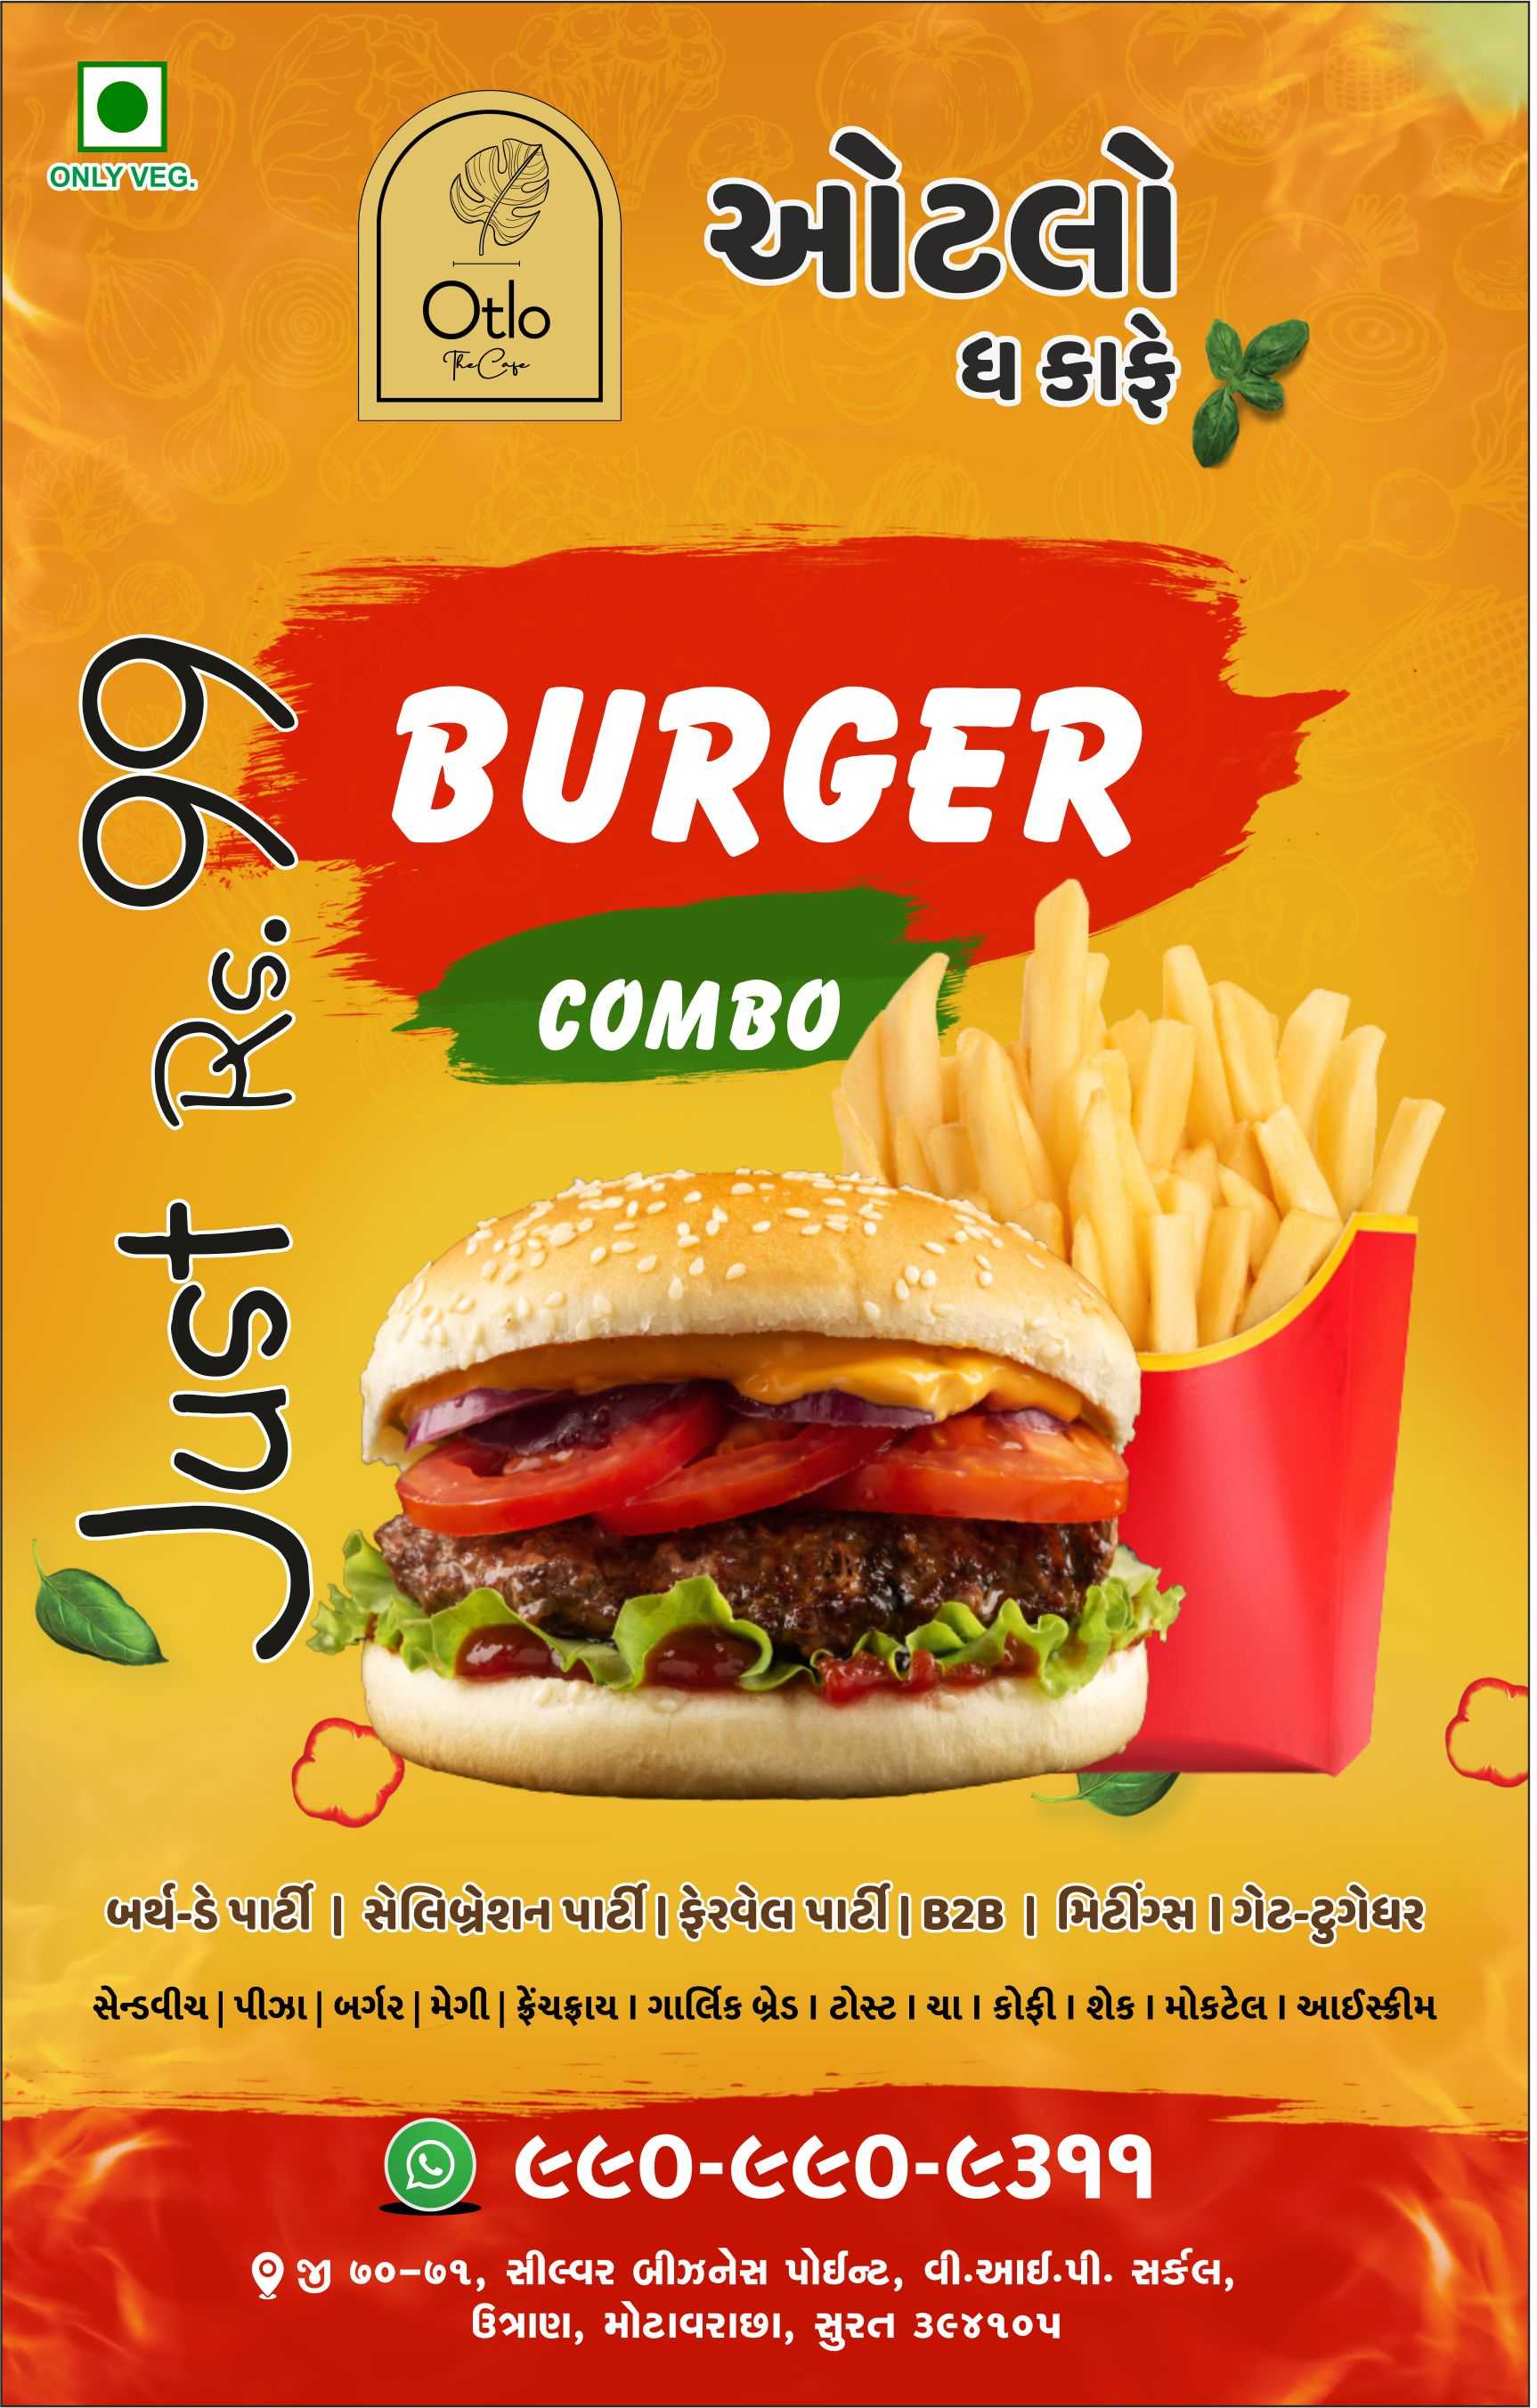 ONLY VEG.
Otlo
The Cafe
ઓટલો
ધ કાફે
BURGER
COMBO
Just Rs.99
બર્થ-ડે પાર્ટી | સેલિબ્રેશન પાર્ટી | ફેરવેલ પાર્ટી | B2B | મિટીંગ્સ | ગેટ-ટુગેધર
સેન્ડવીચ | પીઝા | બર્ગર | મેગી | ફ્રેંચફ્રાય । ગાર્લિક બ્રેડ । ટોસ્ટ । ચા । કોફી । શેક । મોકટેલ । આઈસ્ક્રીમ
૯૯૦-૯૯૦-૯૩૧૧
જી ૭૦-૭૧, સીલ્વર બીઝનેસ પોઈન્ટ, વી.આઈ.પી. સર્કલ,
ઉત્રાણ, મોટાવરાછા, સુરત ૩૯૪૧૦૫